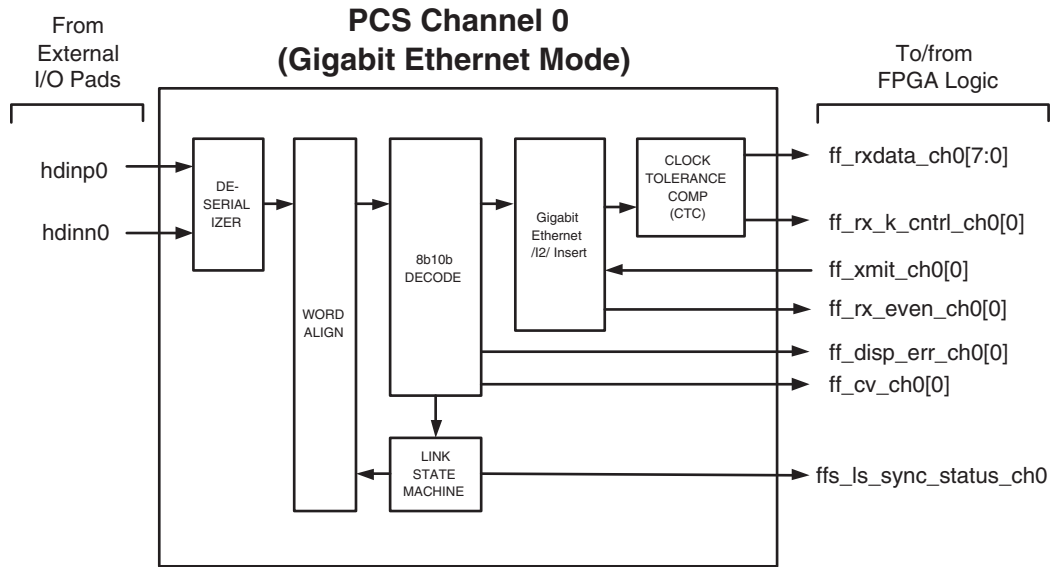 PCS Channel 0
(Gigabit Ethernet Mode)
From
External
I/O Pads
To/from
FPGA Logic
hdinp0
hdinn0
DE-
SERIAL
IZER
WORD
ALIGN
8b10b
DECODE
Gigabit
Ethernet
/I2/ Insert
CLOCK
TOLERANCE
COMP
(CTC)
LINK
STATE
MACHINE
ff_rxdata_ch0[7:0]
ff_rx_k_cntrl_ch0[0]
ff_xmit_ch0[0]
ff_rx_even_ch0[0]
ff_disp_err_ch0[0]
ff_cv_ch0[0]
ffs_ls_sync_status_ch0